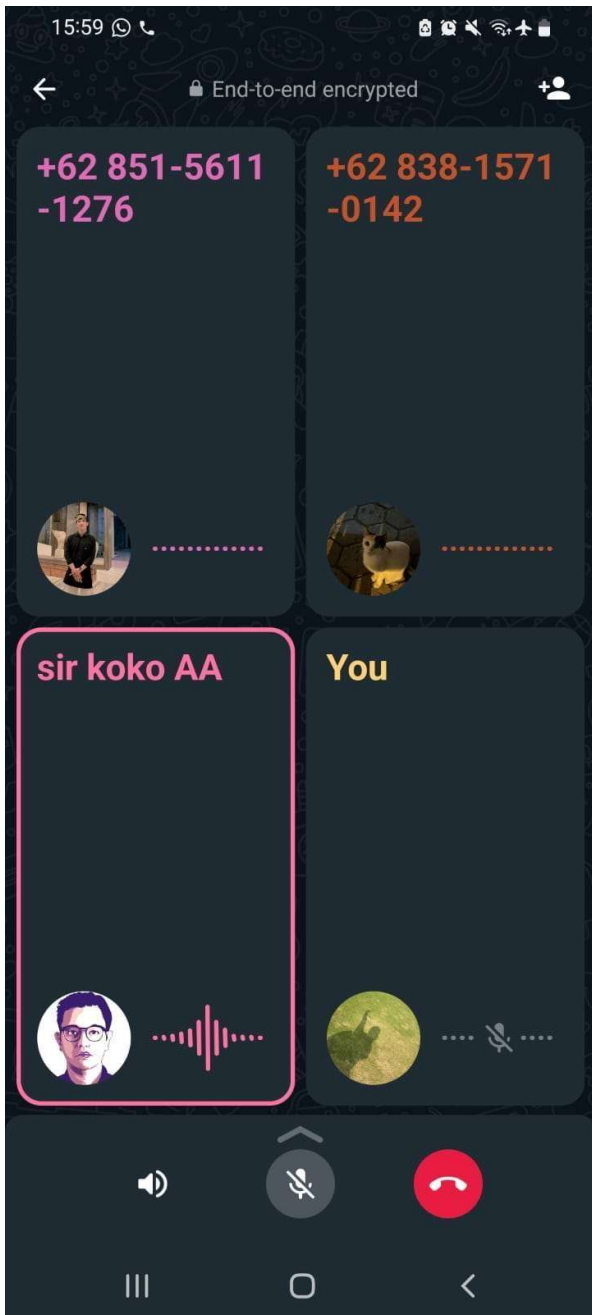 15:59
End-to-end encrypted
+62 851-5611
-1276
+62 838-1571
-0142
sir koko AA
You